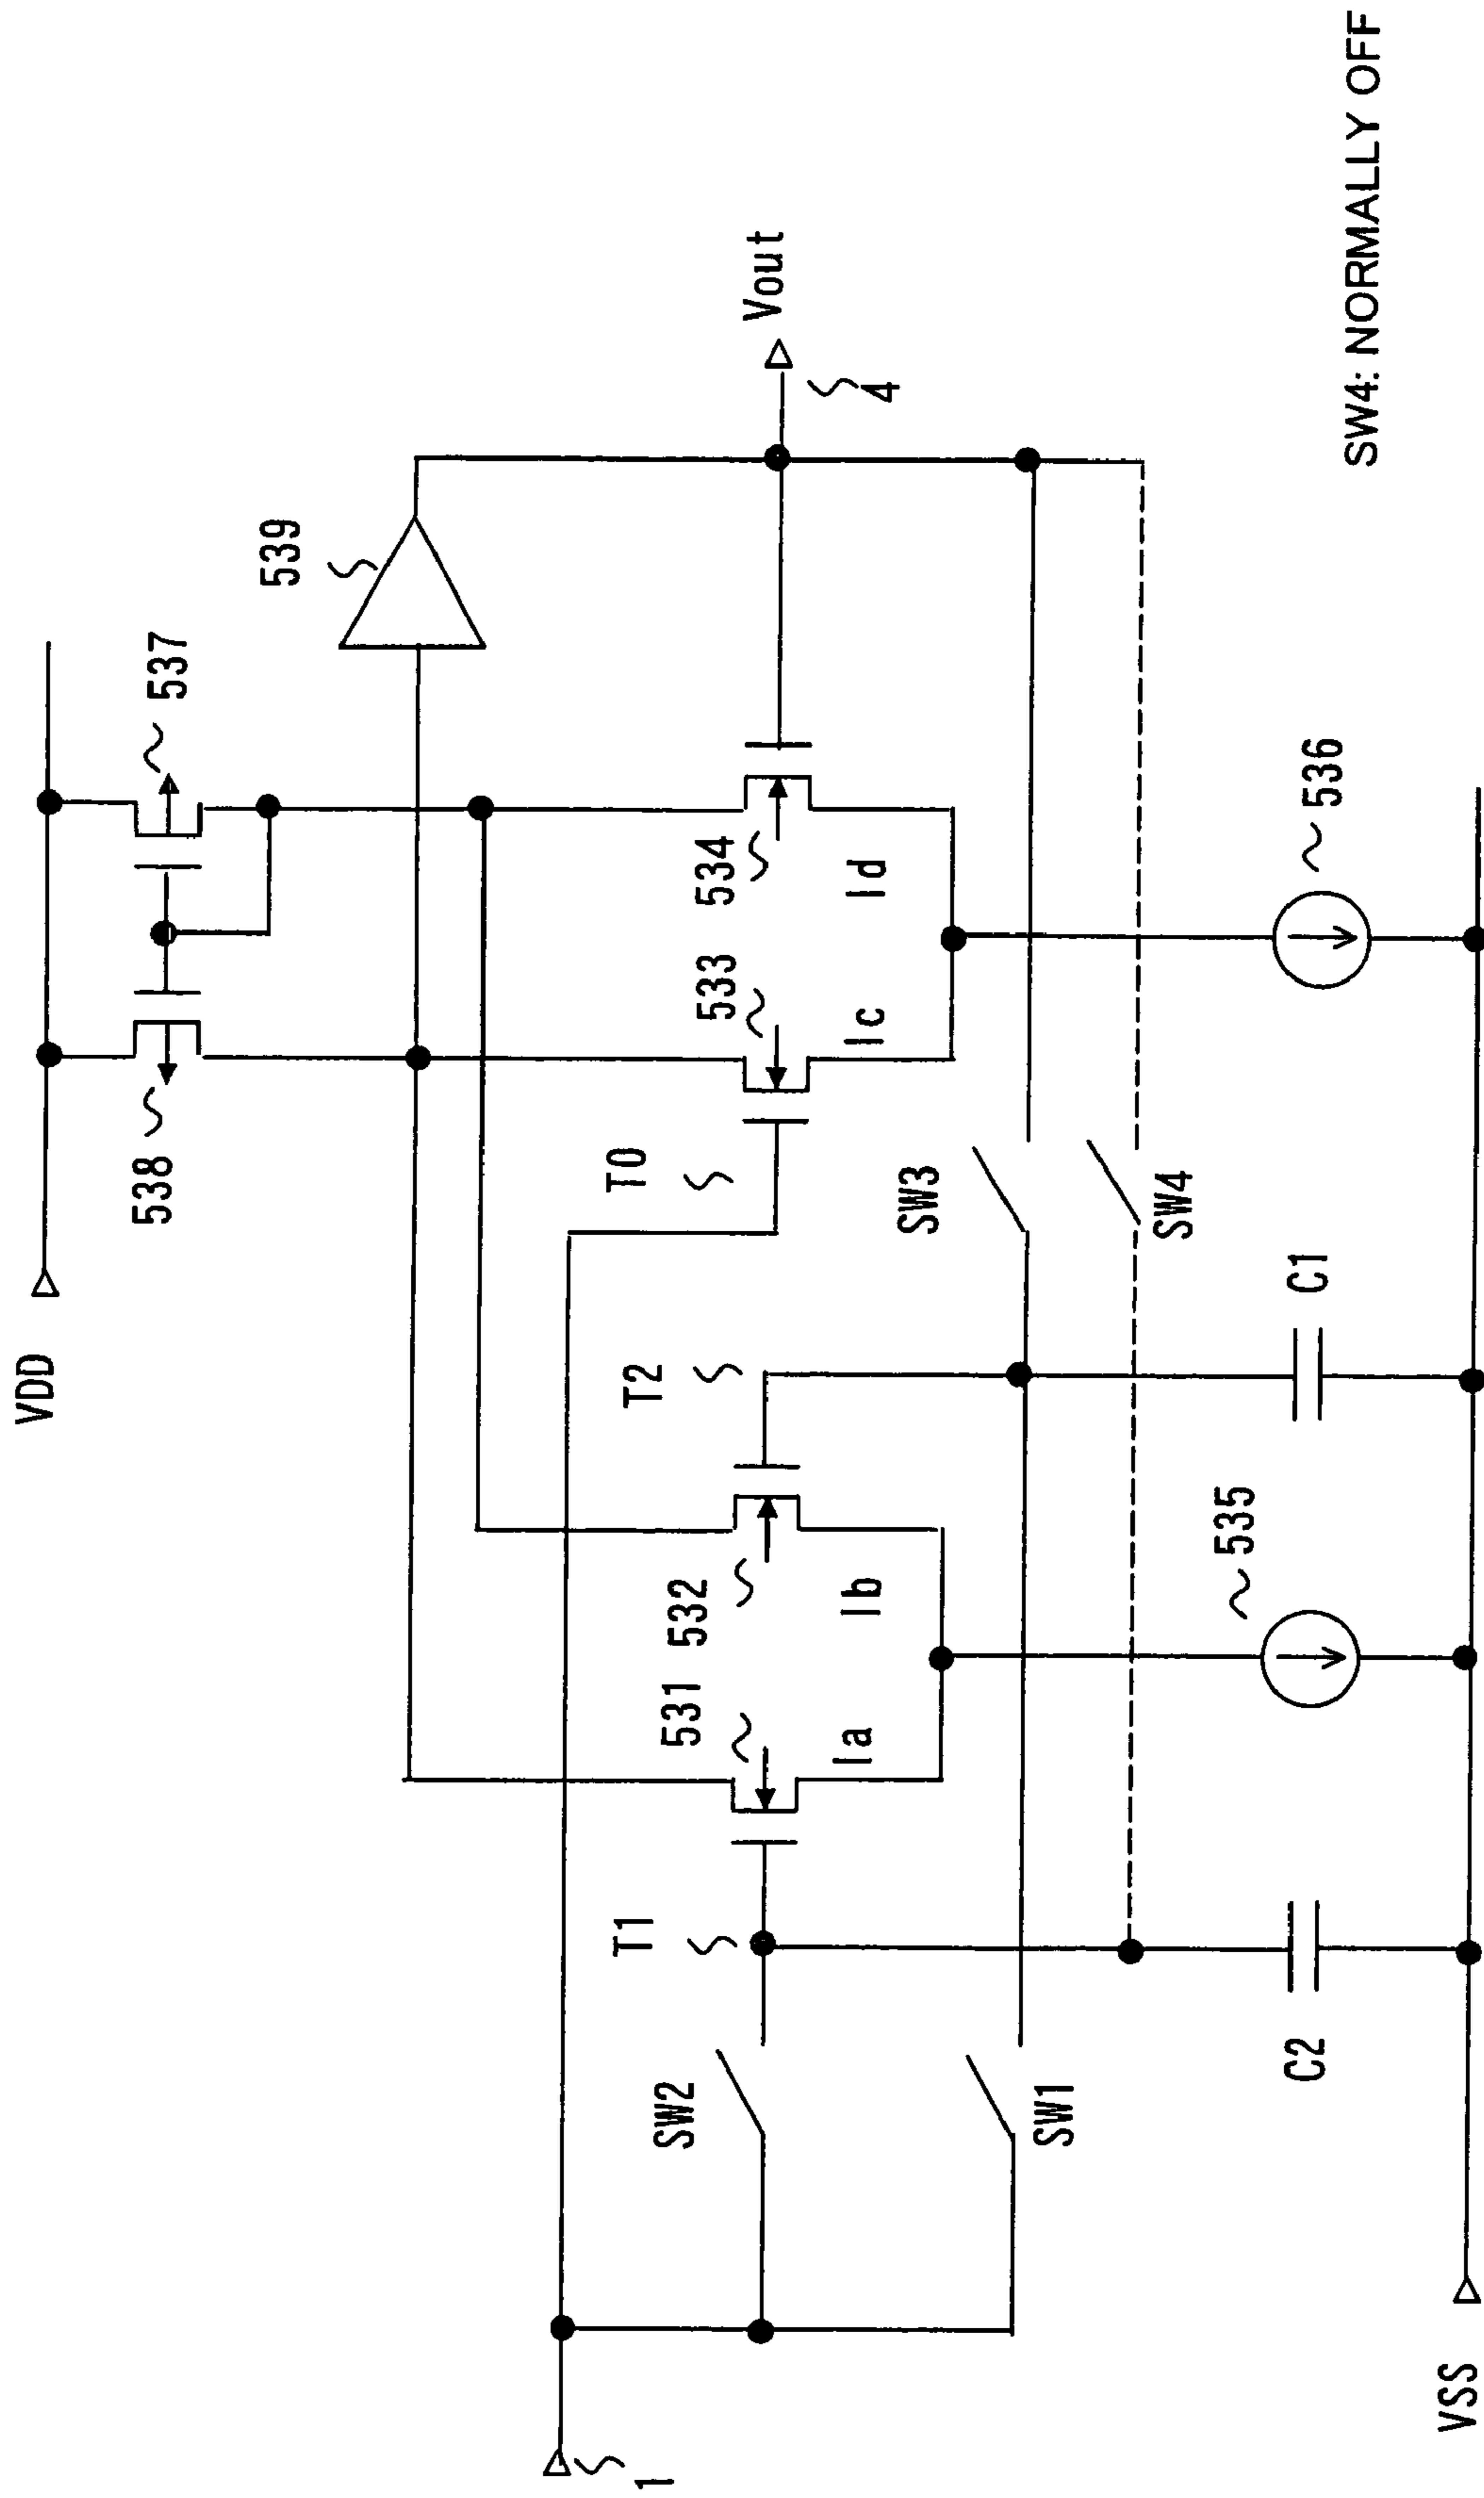 VDD
538
537
539
Vout
4
T0
533
534
Ic
Id
T2
531
532
Ia
Ib
T1
SW2
SW1
SW3
SW4
535
536
C1
C2
1
VSS
SW4: NORMALLY OFF